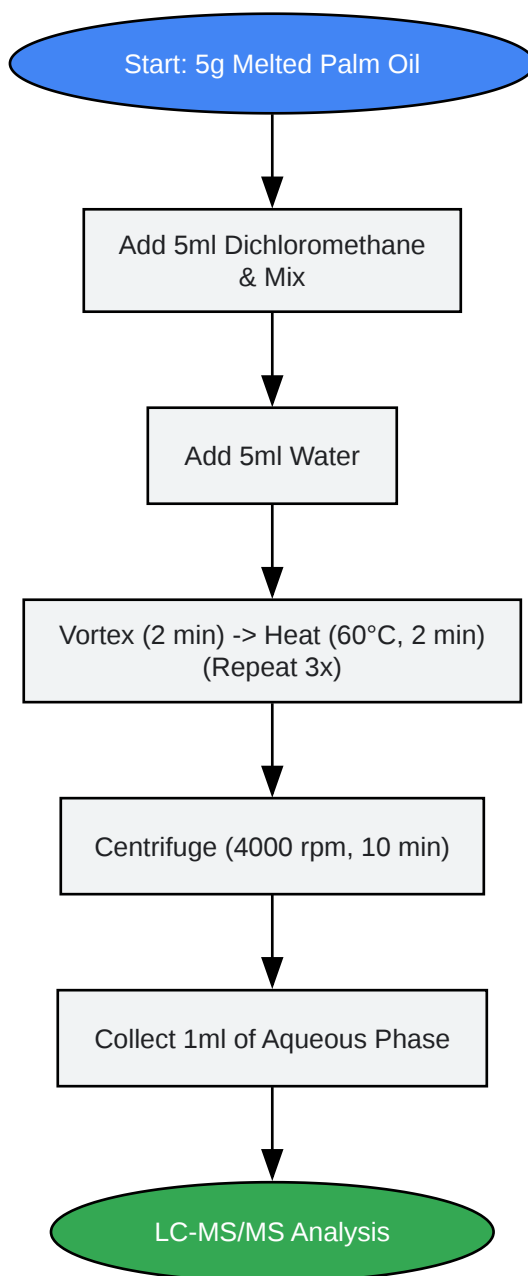 Start: 5g Melted Palm Oil
Add 5ml Dichloromethane
& Mix
Add 5ml Water
Vortex (2 min) -> Heat (60°C, 2 min)
(Repeat 3x)
Centrifuge (4000 rpm, 10 min)
Collect 1ml of Aqueous Phase
LC-MS/MS Analysis